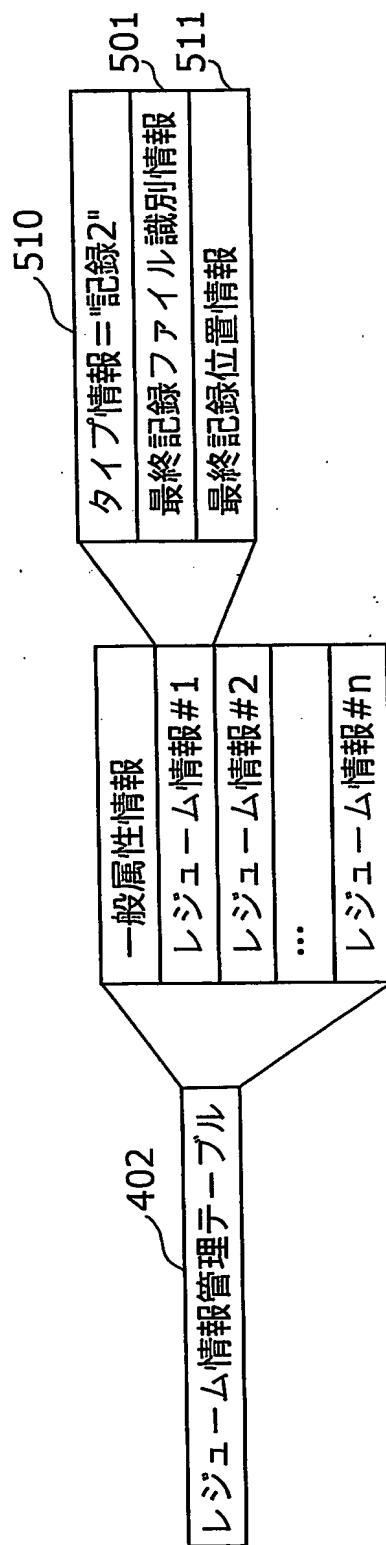 402
レジューム情報管理テーブル
一般属性情報
レジューム情報#1
レジューム情報#2
...
レジューム情報#n
510
タイプ情報="記録2"
最終記録ファイル識別情報
501
最終記録位置情報
511